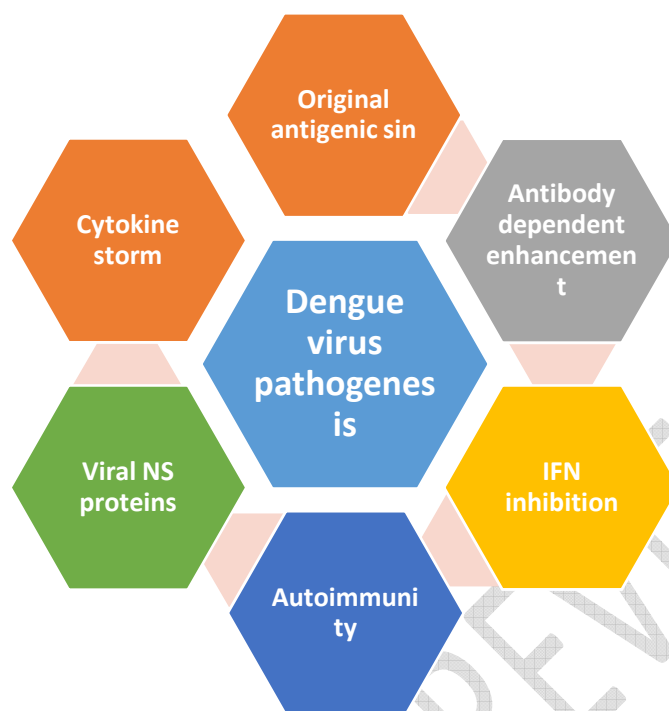 Original
antigenic sin
Antibody
dependent
enhancemen
t
IFN
inhibition
Autoimmuni
ty
Viral NS
proteins
Cytokine
storm
Dengue
virus
pathogenes
is